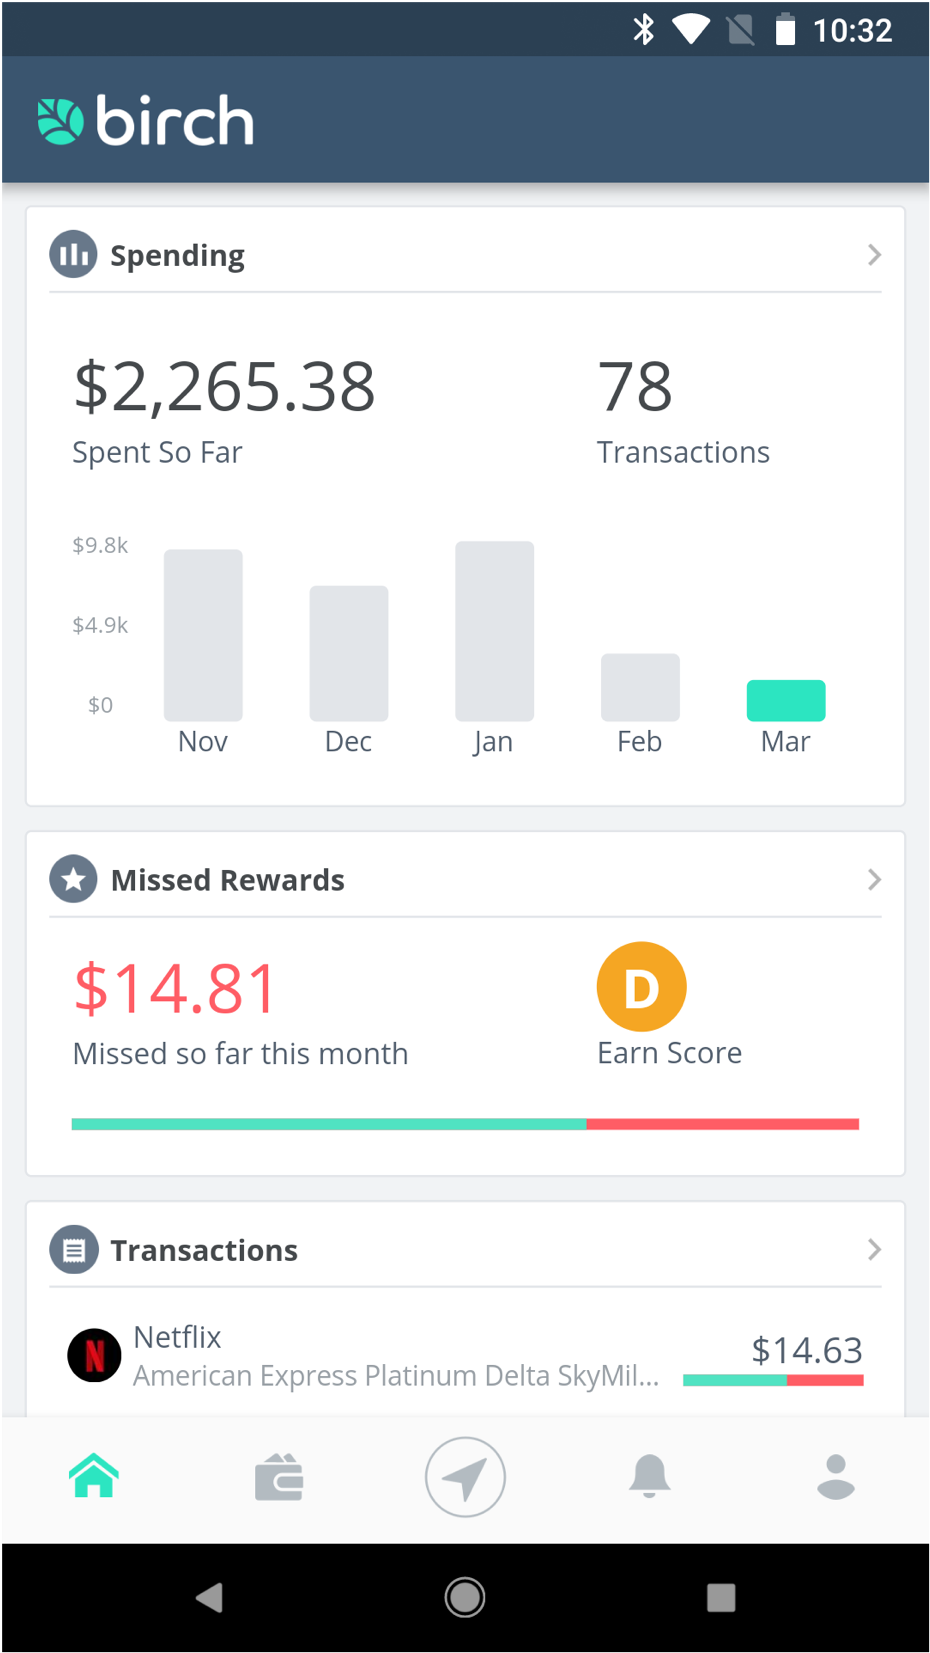 10:32
birch
Spending
$2,265.38
78
Spent So Far
Transactions
$9.8k
$4.9k
$0
Nov
Dec
Jan
Feb
Mar
Missed Rewards
$14.81
D
Missed so far this month
Earn Score
Transactions
N
Netflix
$14.63
American Express Platinum Delta SkyMil...